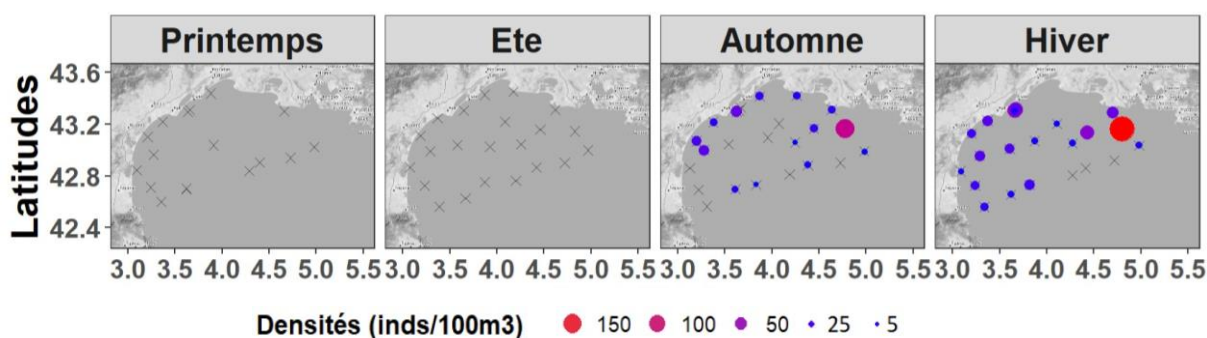 Printemps Ete Automne Hiver
Latitudes
43.6
43.2
42.8
42.4
3.0 3.5 4.0 4.5 5.0 5.5 3.0 3.5 4.0 4.5 5.0 5.5 3.0 3.5 4.0 4.5 5.0 5.5 3.0 3.5 4.0 4.5 5.0 5.5
Densités (inds/100m3) 150 100 50 25 5